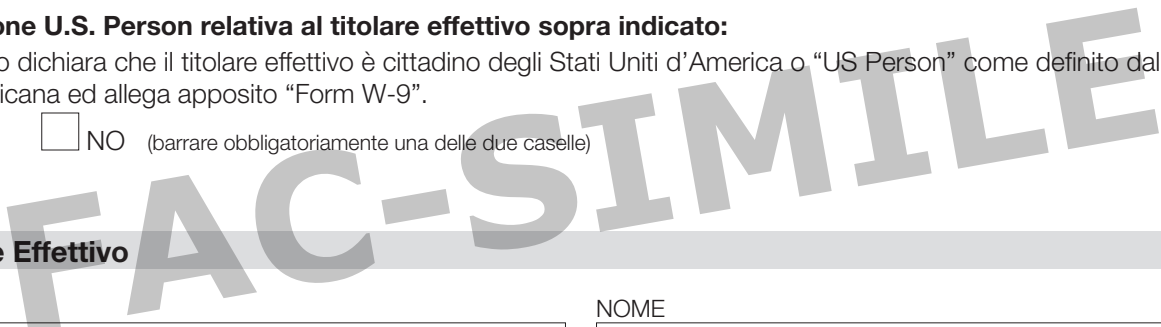 one U.S. Person relativa al titolare effettivo sopra indicato:
o dichiara che il titolare effettivo è cittadino degli Stati Uniti d’America o “US Person” come definito dal
icana ed allega apposito “Form W-9”.
NO (barrare obbligatoriamente una delle due caselle)
FAC-SIMILE
e Effettivo
NOME